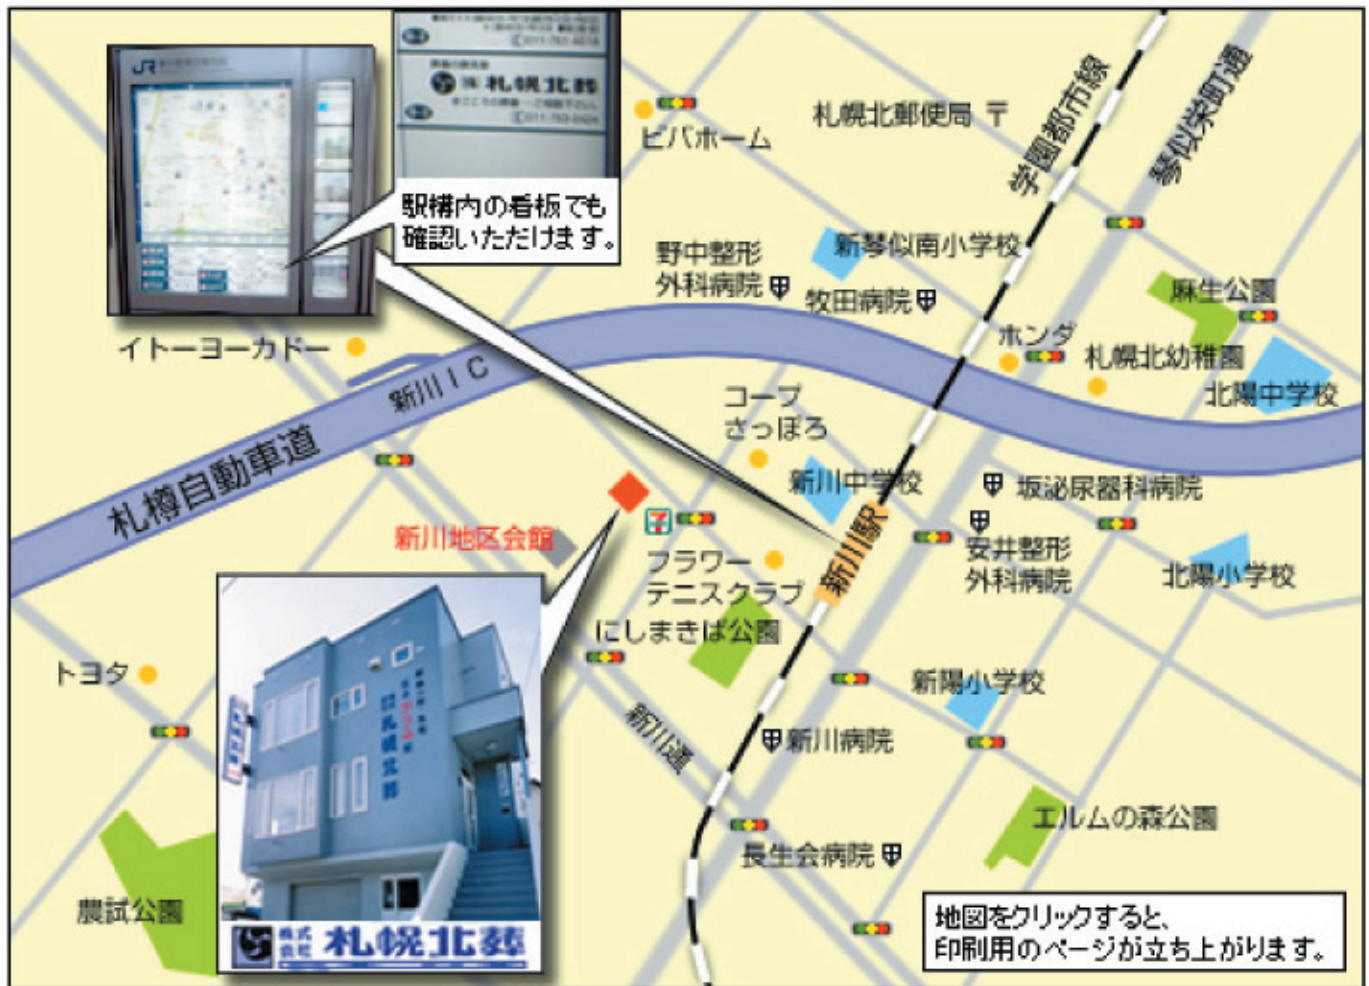 JR
株 札幌北葬
駅構内の看板でも
確認いただけます。
ビバホーム
札幌北郵便局 〒
学園都市線
琴似栄町通
野中整形
外科病院
新琴似南小学校
牧田病院
麻生公園
ホンダ
札幌北幼稚園
北陽中学校
イトーヨーカドー
新川IC
札樽自動車道
コープ
さっぽろ
新川中学校
新川駅
坂泌尿器科病院
安井整形
外科病院
北陽小学校
新川地区会館
7
フラワー
テニスクラブ
にしまきば公園
トヨタ
新陽小学校
新川通
新川病院
エルムの森公園
長生会病院
農試公園
札幌北葬
株式
会社 札幌北葬
地図をクリックすると、
印刷用のページが立ち上がります。